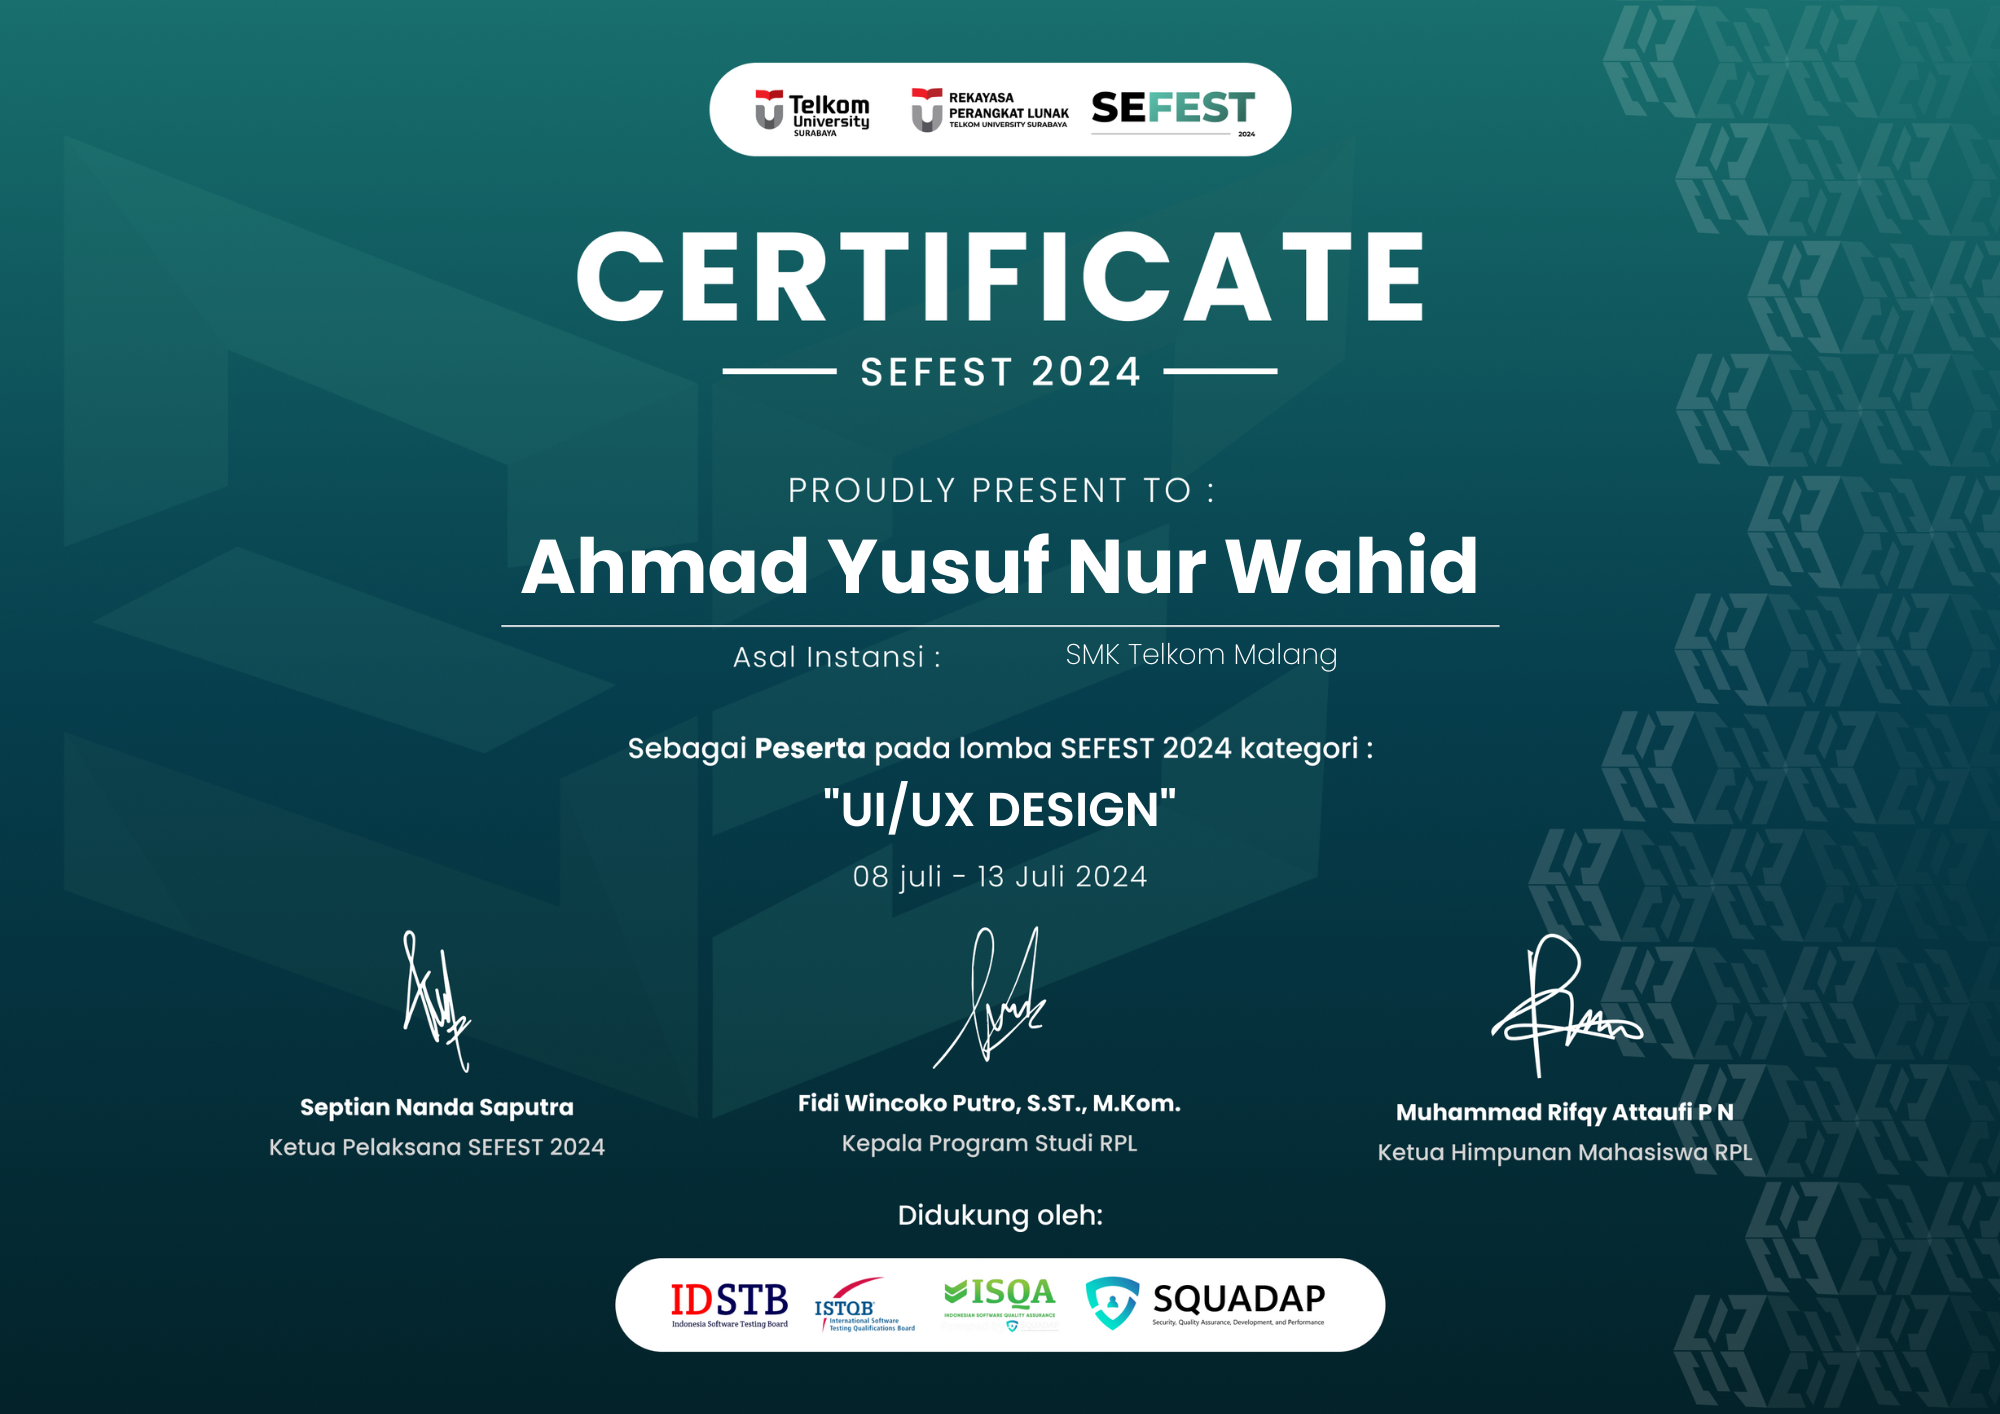 Telkom
University
SURABAYA
REKAYASA
PERANGKAT LUNAK
TELKOM UNIVERSITY SURABAYA
SEFEST
2024
CERTIFICATE
SEFEST 2024
PROUDLY PRESENT TO :
Ahmad Yusuf Nur Wahid
Asal Instansi : SMK Telkom Malang
Sebagai Peserta pada lomba SEFEST 2024 kategori :
"UI/UX DESIGN"
08 juli - 13 Juli 2024
Septian Nanda Saputra
Ketua Pelaksana SEFEST 2024
Fidi Wincoko Putro, S.ST., M.Kom.
Kepala Program Studi RPL
Muhammad Rifqy Attaufi P N
Ketua Himpunan Mahasiswa RPL
Didukung oleh:
IDSTB
Indonesia Software Testing Board
ISTQB®
International Software
Testing Qualifications Board
ISQA
INDONESIAN SOFTWARE QUALITY ASSURANCE
SQUADAP
Security, Quality Assurance, Development, and Performance